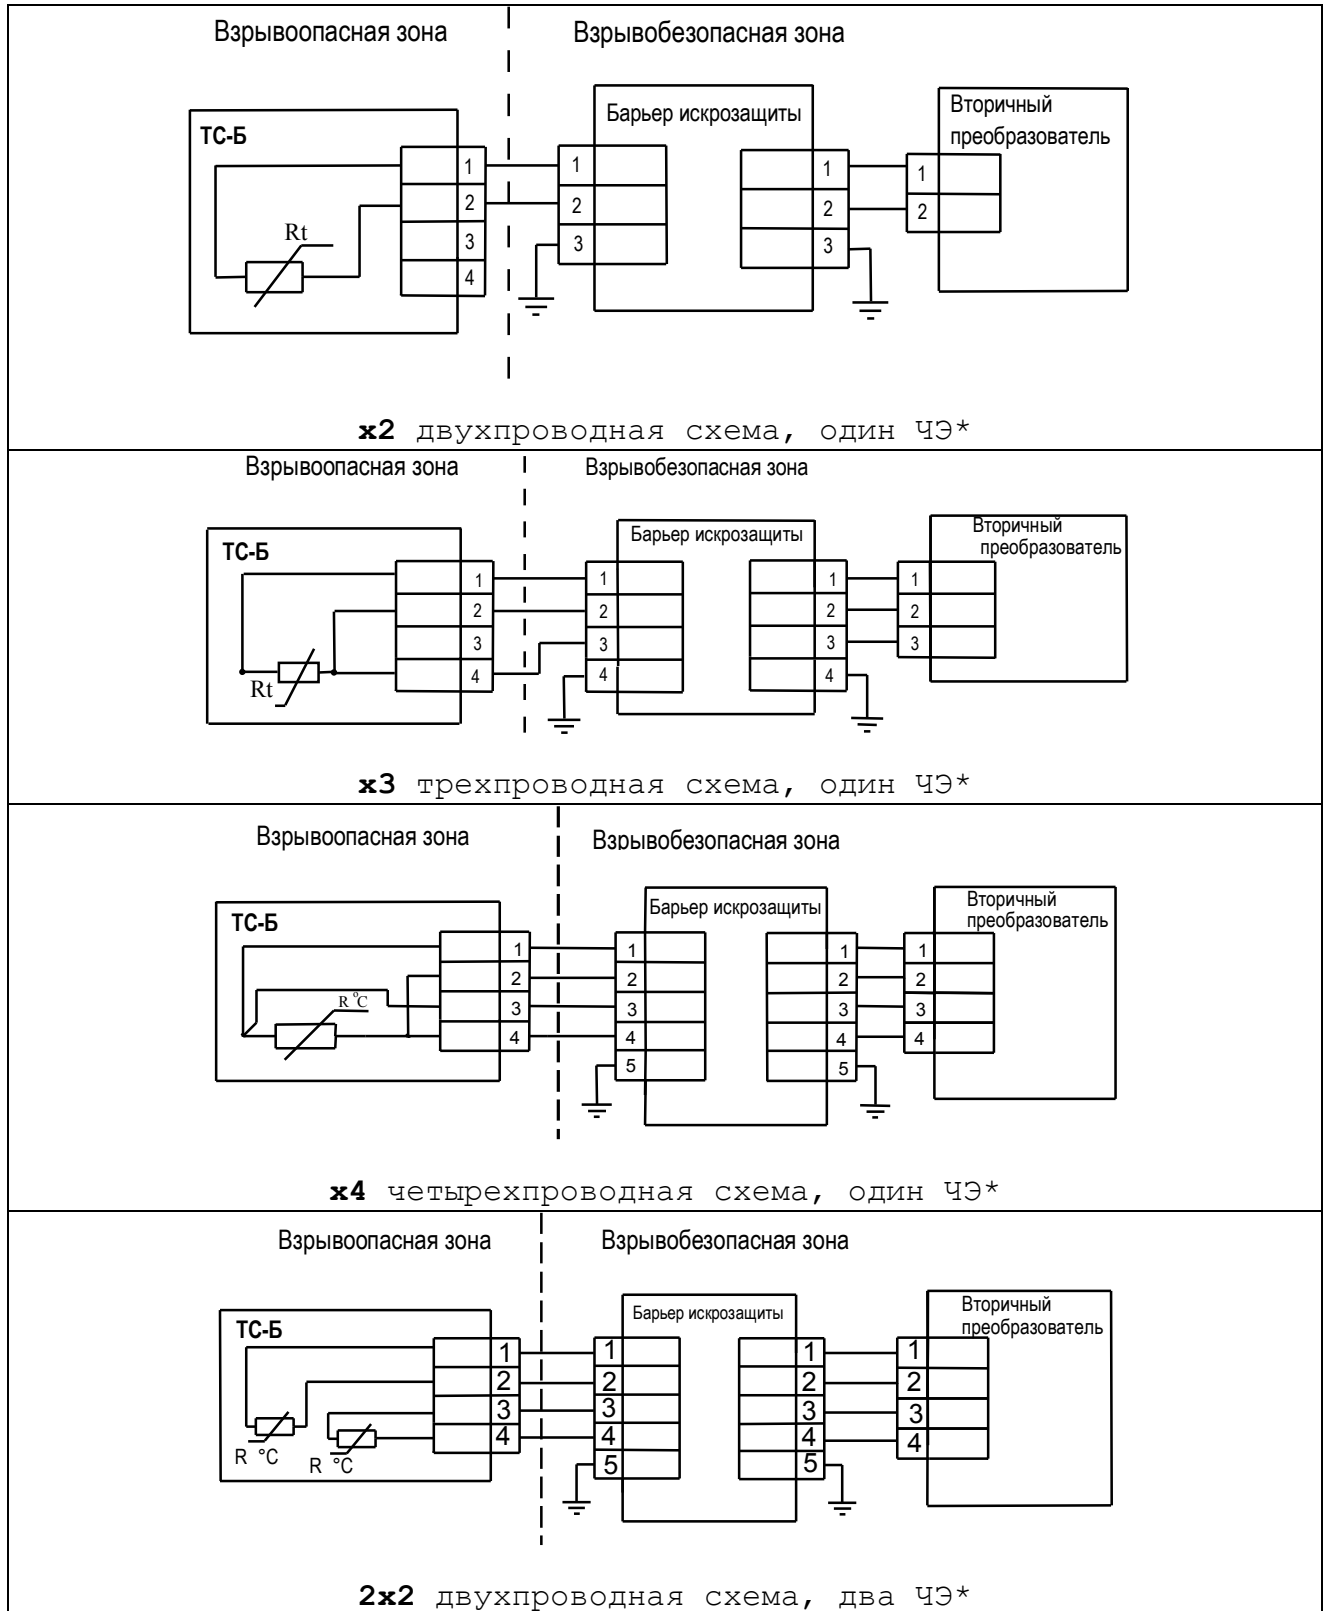 Взрывоопасная зона
Взрывобезопасная зона
ТС-Б
Rt
1
2
3
4
Барьер искрозащиты
1
2
3
1
2
3
Вторичный
преобразователь
1
2
x2 двухпроводная схема, один ЧЭ*
Взрывоопасная зона
Взрывобезопасная зона
ТС-Б
Rt
1
2
3
4
Барьер искрозащиты
1
2
3
4
1
2
3
4
Вторичный
преобразователь
1
2
3
x3 трехпроводная схема, один ЧЭ*
Взрывоопасная зона
Взрывобезопасная зона
ТС-Б
R °C
1
2
3
4
Барьер искрозащиты
1
2
3
4
5
1
2
3
4
5
Вторичный
преобразователь
1
2
3
4
x4 четырехпроводная схема, один ЧЭ*
Взрывоопасная зона
Взрывобезопасная зона
ТС-Б
R °C
R °C
1
2
3
4
Барьер искрозащиты
1
2
3
4
5
1
2
3
4
5
Вторичный
преобразователь
1
2
3
4
2x2 двухпроводная схема, два ЧЭ*